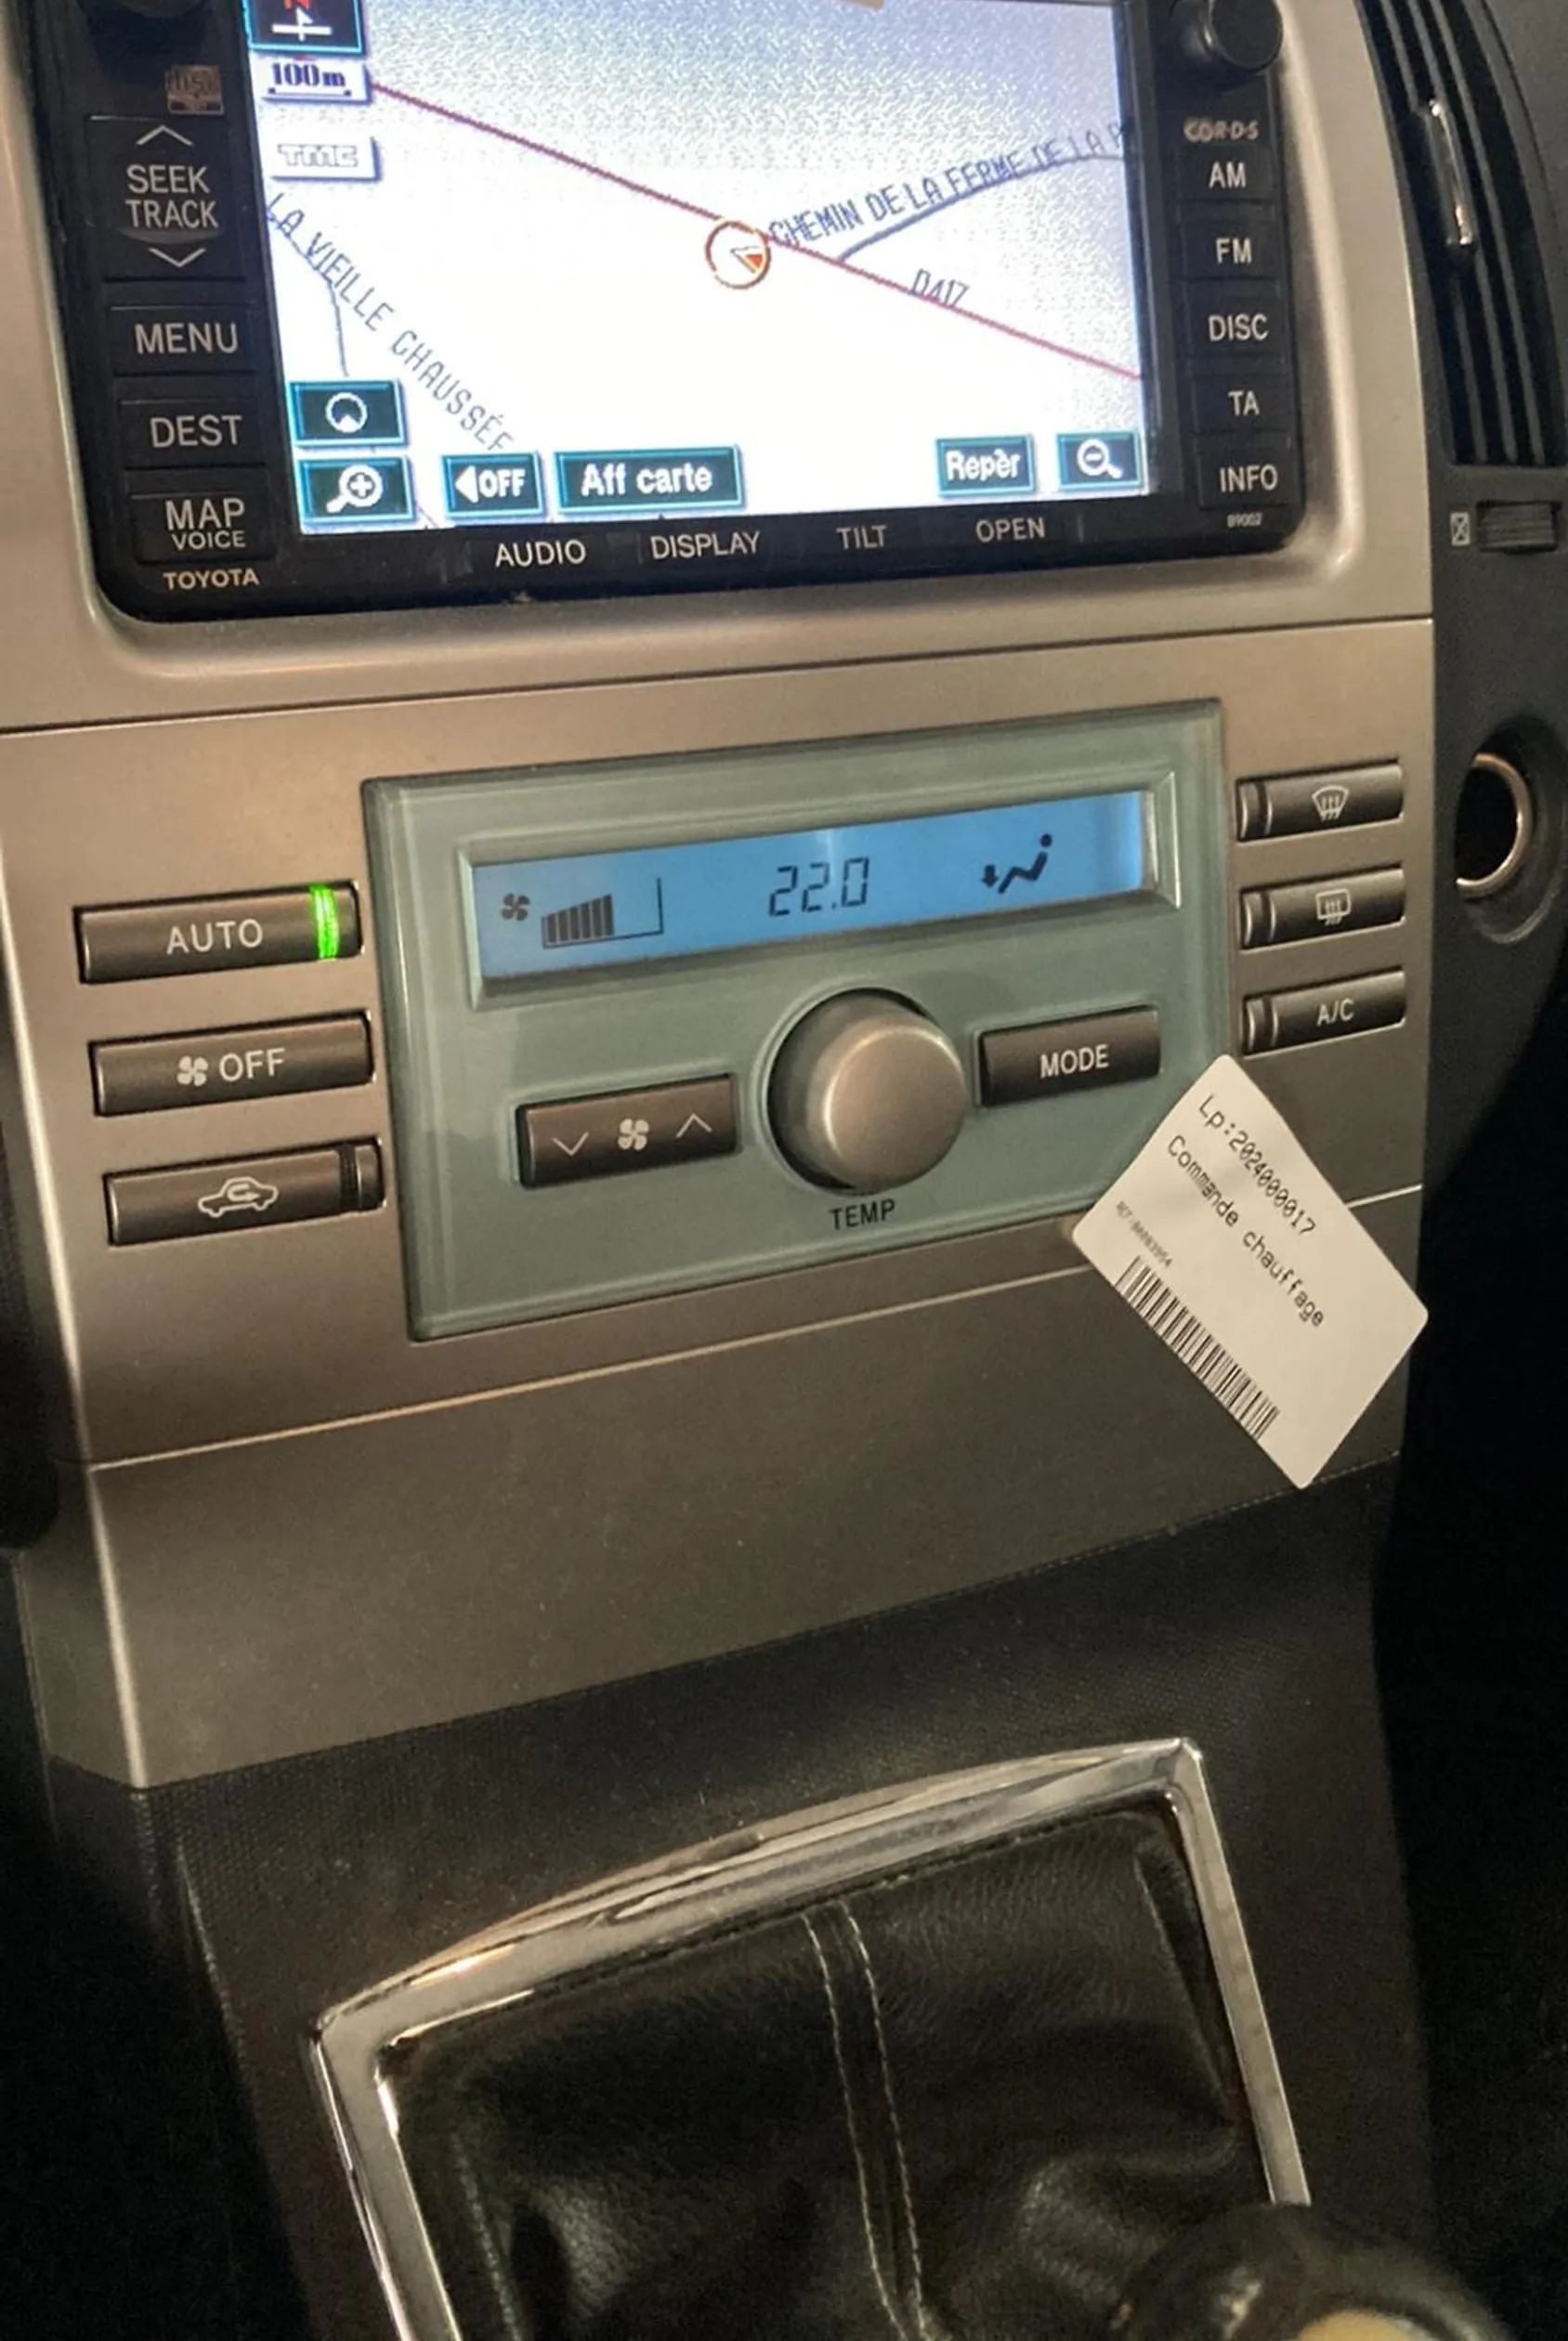 100m
TMC
SEEK
TRACK
MENU
DEST
MAP
VOICE
TOYOTA
LA VIEILLE CHAUSSÉE
CHEMIN DE LA FERME DE LA
D417
OFF
Aff carte
Repèr
AUDIO
DISPLAY
TILT
OPEN
AM
FM
DISC
TA
INFO
22.0
AUTO
OFF
MODE
TEMP
A/C
Lp:2024000017
Commande chauffage